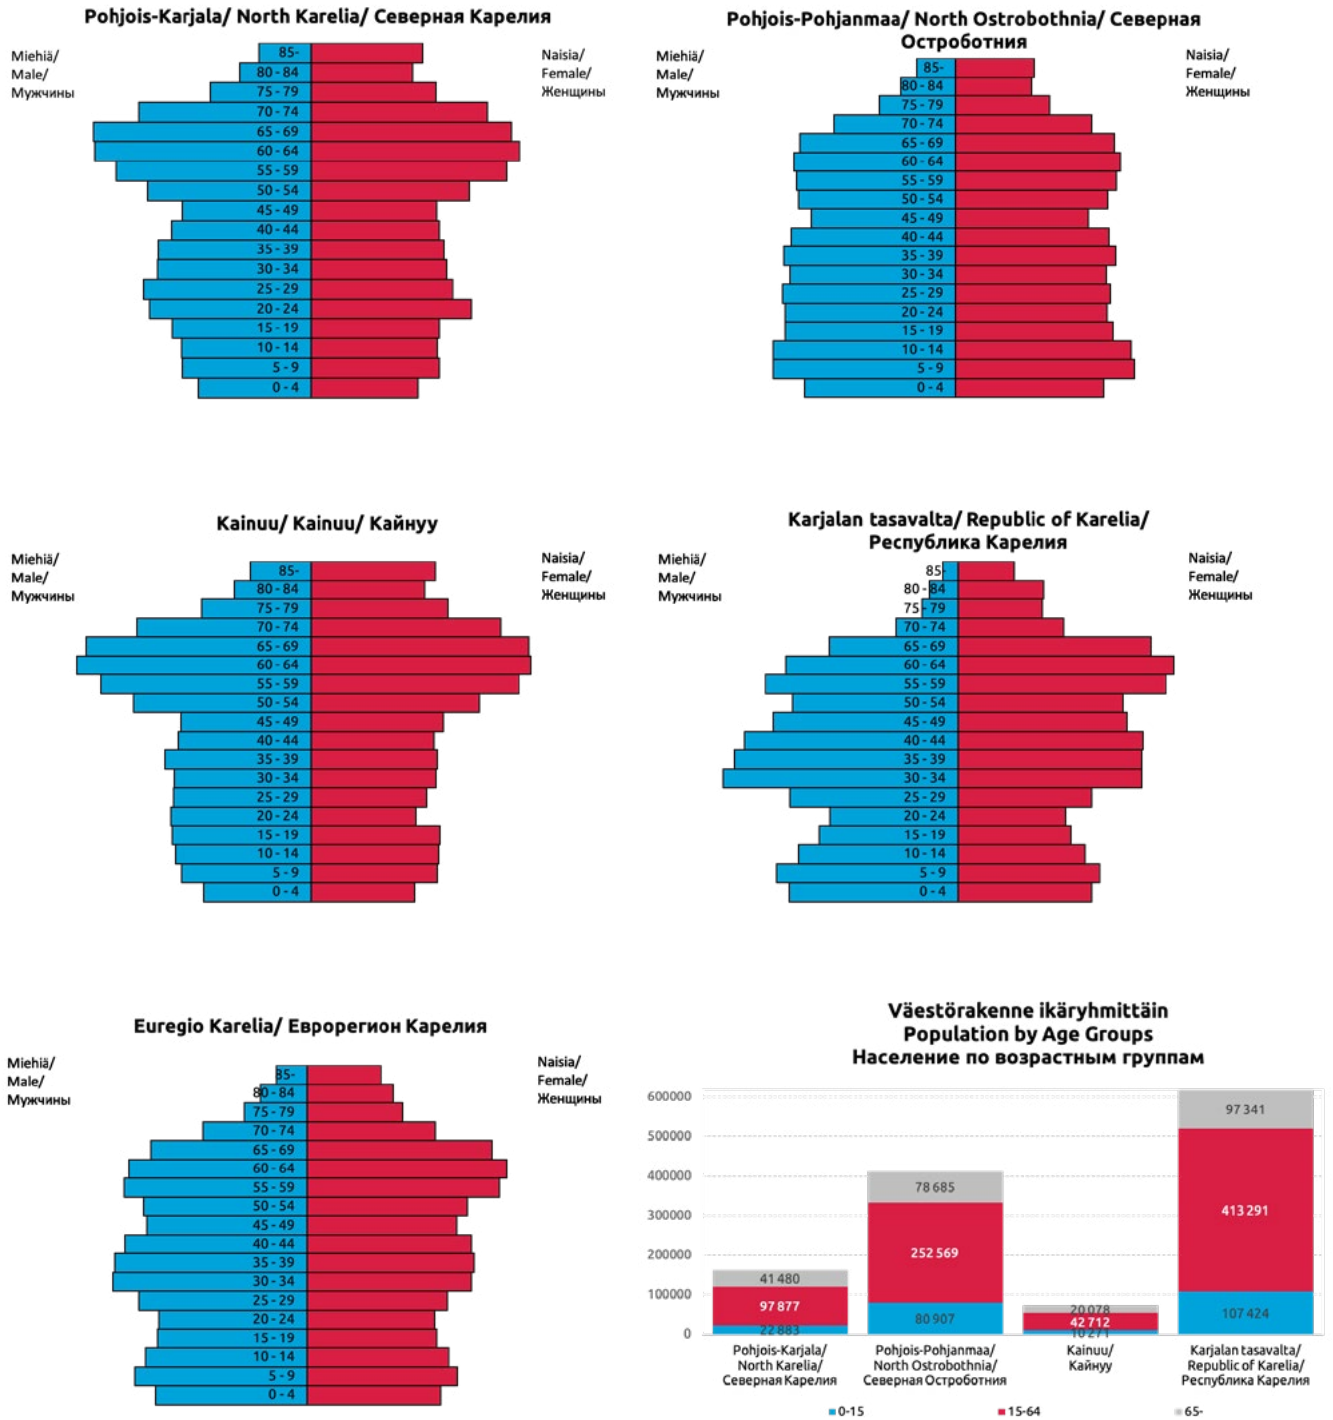 Pohjois-Karjala/ North Karelia/ Северная Карелия
Miehiä/
Male/
Мужчины
Naisia/
Female/
Женщины
85-
80 - 84
75 - 79
70 - 74
65 - 69
60 - 64
55 - 59
50 - 54
45 - 49
40 - 44
35 - 39
30 - 34
25 - 29
20 - 24
15 - 19
10 - 14
5 - 9
0 - 4
Pohjois-Pohjanmaa/ North Ostrobothnia/ Северная
Остроботния
Miehiä/
Male/
Мужчины
Naisia/
Female/
Женщины
85-
80 - 84
75 - 79
70 - 74
65 - 69
60 - 64
55 - 59
50 - 54
45 - 49
40 - 44
35 - 39
30 - 34
25 - 29
20 - 24
15 - 19
10 - 14
5 - 9
0 - 4
Kainuu/ Kainuu/ Кайнуу
Miehiä/
Male/
Мужчины
Naisia/
Female/
Женщины
85-
80 - 84
75 - 79
70 - 74
65 - 69
60 - 64
55 - 59
50 - 54
45 - 49
40 - 44
35 - 39
30 - 34
25 - 29
20 - 24
15 - 19
10 - 14
5 - 9
0 - 4
Karjalan tasavalta/ Republic of Karelia/
Республика Карелия
Miehiä/
Male/
Мужчины
Naisia/
Female/
Женщины
85-
80 - 84
75 - 79
70 - 74
65 - 69
60 - 64
55 - 59
50 - 54
45 - 49
40 - 44
35 - 39
30 - 34
25 - 29
20 - 24
15 - 19
10 - 14
5 - 9
0 - 4
Euregio Karelia/ Еврорегион Карелия
Miehiä/
Male/
Мужчины
Naisia/
Female/
Женщины
85-
80 - 84
75 - 79
70 - 74
65 - 69
60 - 64
55 - 59
50 - 54
45 - 49
40 - 44
35 - 39
30 - 34
25 - 29
20 - 24
15 - 19
10 - 14
5 - 9
0 - 4
Väestörakenne ikäryhmittäin
Population by Age Groups
Население по возрастным группам
600000
500000
400000
300000
200000
100000
0
41 480
97 877
22 883
78 685
252 569
80 907
20 078
42 712
10 271
97 341
413 291
107 424
Pohjois-Karjala/
North Karelia/
Северная Карелия
Pohjois-Pohjanmaa/
North Ostrobothnia/
Северная Остроботния
Kainuu/
Кайнуу
Karjalan tasavalta/
Republic of Karelia/
Республика Карелия
0-15
15-64
65-